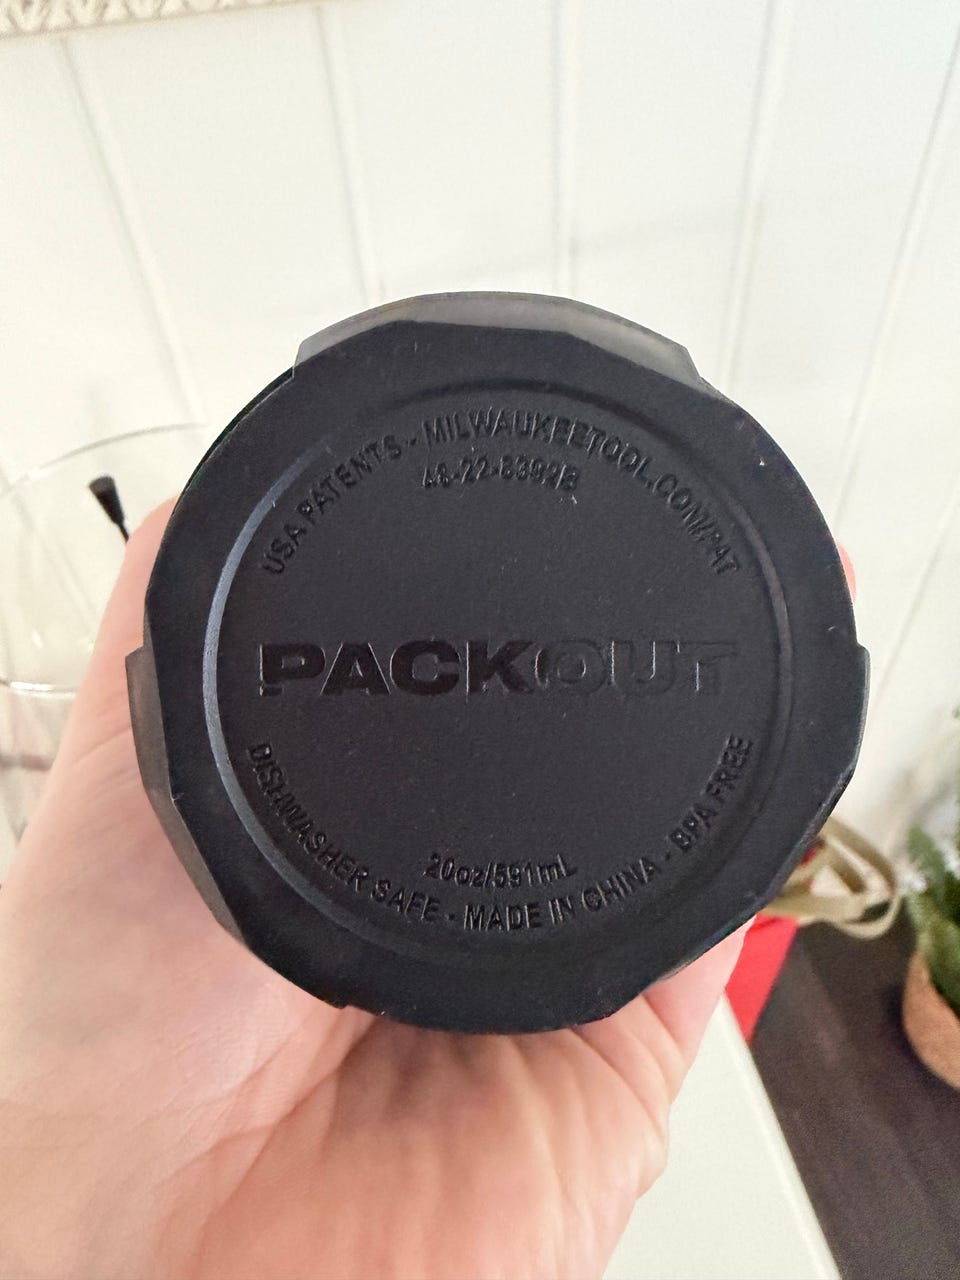 USA PATENTS - MILWAUKEETOOL.COM/PAT
48-22-8392B
PACKOUT
20oz/591mL
DISHWASHER SAFE - MADE IN CHINA - BPA FREE